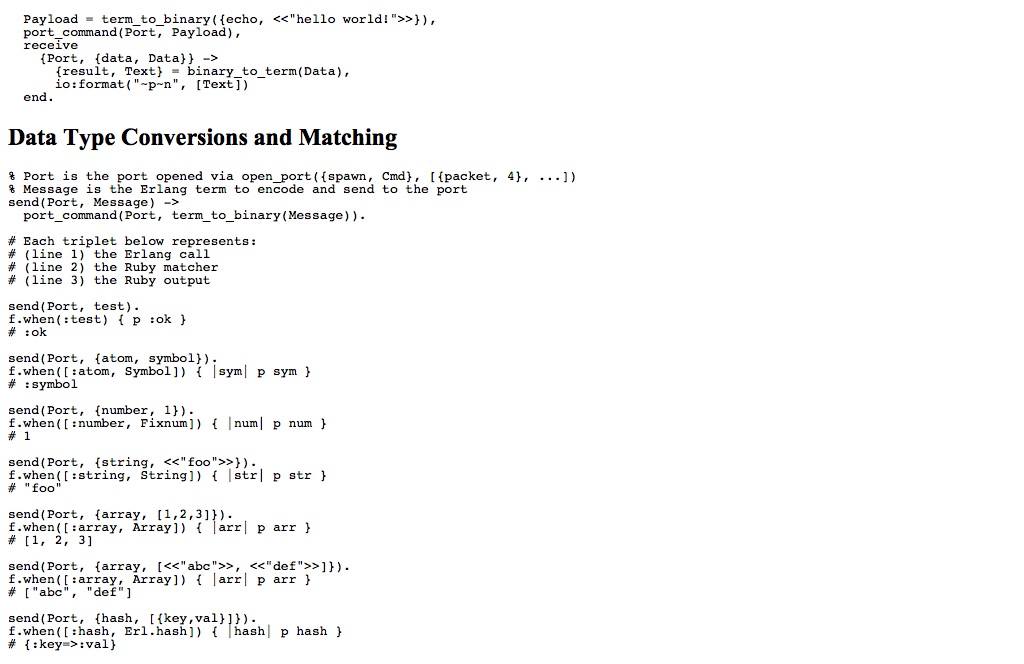 Payload = term_to_binary({echo, <<"hello world!">>}),
port_command(Port, Payload),
receive
{Port, {data, Data}} ->
{result, Text} = binary_to_term(Data),
io:format("~p~n", [Text])
end.
Data Type Conversions and Matching
% Port is the port opened via open_port({spawn, Cmd}, [{packet, 4}, ...])
% Message is the Erlang term to encode and send to the port
send(Port, Message) ->
port_command(Port, term_to_binary(Message)).
# Each triplet below represents:
# (line 1) the Erlang call
# (line 2) the Ruby matcher
# (line 3) the Ruby output
send(Port, test).
f.when(:test) { p :ok }
# :ok
send(Port, {atom, symbol}).
f.when([:atom, Symbol]) { |sym| p sym }
# :symbol
send(Port, {number, 1}).
f.when([:number, Fixnum]) { |num| p num }
# 1
send(Port, {string, <<"foo">>}).
f.when([:string, String]) { |str| p str }
# "foo"
send(Port, {array, [1,2,3]}).
f.when([:array, Array]) { |arr| p arr }
# [1, 2, 3]
send(Port, {array, [<<"abc">>, <<"def">>]}).
f.when([:array, Array]) { |arr| p arr }
# ["abc", "def"]
send(Port, {hash, [{key,val}]}).
f.when([:hash, Erl.hash]) { |hash| p hash }
# {:key=>:val}